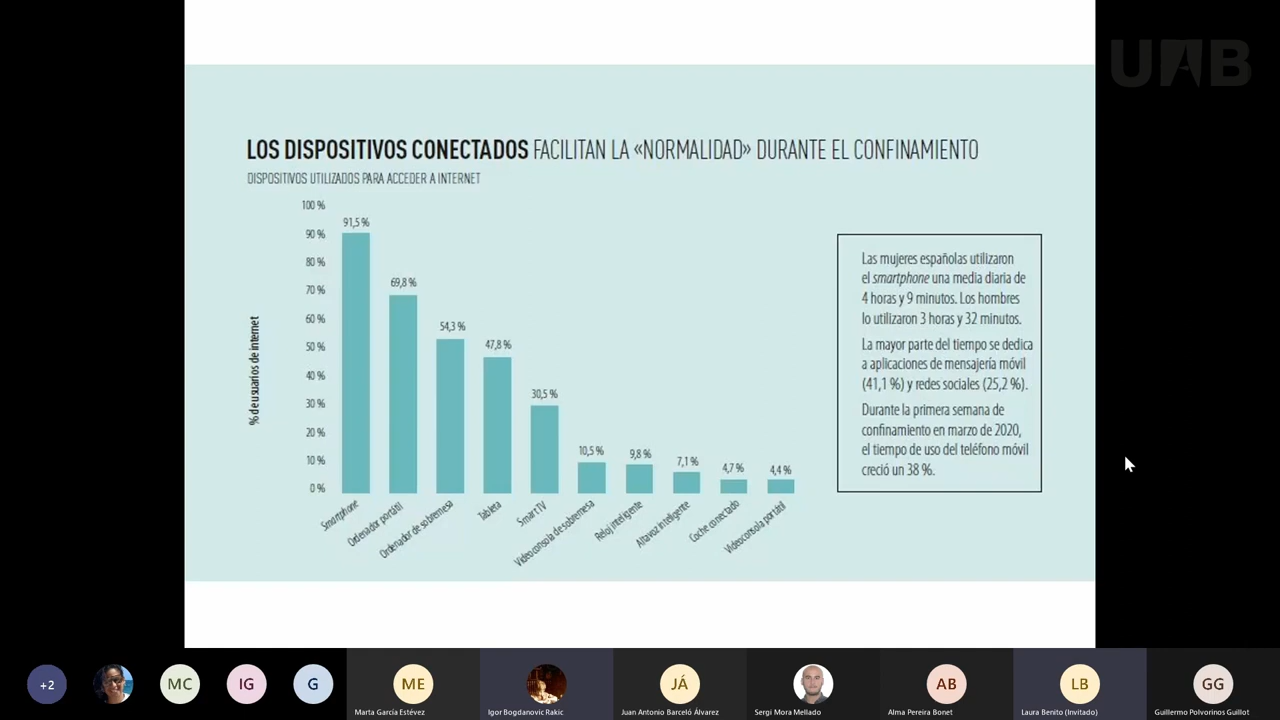 UAB
LOS DISPOSITIVOS CONECTADOS FACILITAN LA «NORMALIDAD» DURANTE EL CONFINAMIENTO
DISPOSITIVOS UTILIZADOS PARA ACCEDER A INTERNET
% de usuarios de internet
100 %
90 %
80 %
70 %
60 %
50 %
40 %
30 %
20 %
10 %
0 %
91,5 %
69,8 %
54,3 %
47,8 %
30,5 %
10,5 %
9,8 %
7,1 %
4,7 %
4,4 %
Smartphone
Ordenador portátil
Ordenador de sobremesa
Tableta
Smart TV
Videoconsola de sobremesa
Reloj inteligente
Altavoz inteligente
Coche conectado
Videoconsola portátil
Las mujeres españolas utilizaron
el smartphone una media diaria de
4 horas y 9 minutos. Los hombres
lo utilizaron 3 horas y 32 minutos.
La mayor parte del tiempo se dedica
a aplicaciones de mensajería móvil
(41,1 %) y redes sociales (25,2 %).
Durante la primera semana de
confinamiento en marzo de 2020,
el tiempo de uso del teléfono móvil
creció un 38 %.
+2
MC
IG
G
ME
JÁ
AB
LB
GG
Marta García Estévez
Igor Bogdanovic Rakic
Juan Antonio Barceló Álvarez
Sergi Mora Mellado
Alma Pereira Bonet
Laura Benito (Invitado)
Guillermo Polvorinos Guillot